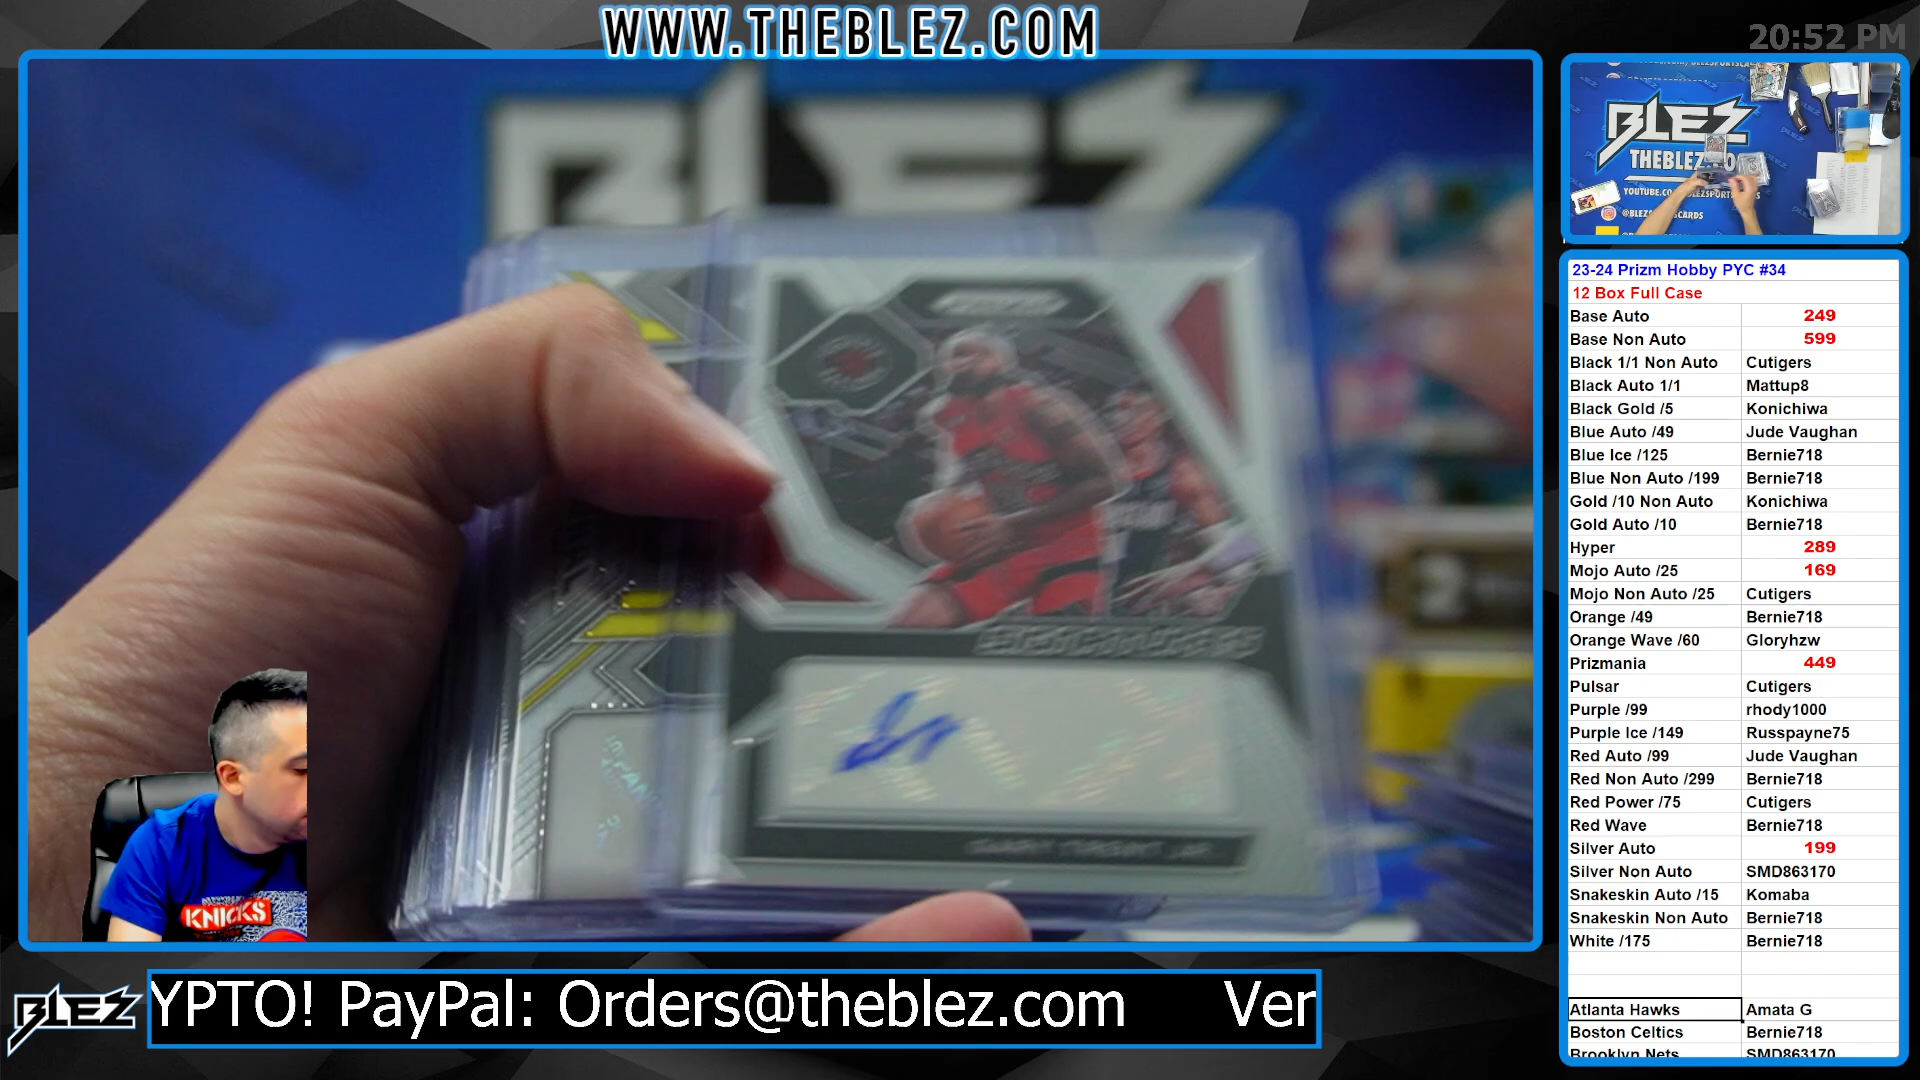 WWW.THEBLEZ.COM
20:52 PM
BLEZ
BLEZ
THEBLEZ
23-24 Prizm Hobby PYC #34
12 Box Full Case
Base Auto 249
Base Non Auto 599
Black 1/1 Non Auto Cutigers
Black Auto 1/1 Mattup8
Black Gold /5 Konichiwa
Blue Auto /49 Jude Vaughan
Blue Ice /125 Bernie718
Blue Non Auto /199 Bernie718
Gold /10 Non Auto Konichiwa
Gold Auto /10 Bernie718
Hyper 289
Mojo Auto /25 169
Mojo Non Auto /25 Cutigers
Orange /49 Bernie718
Orange Wave /60 Gloryhzw
Prizmania 449
Pulsar Cutigers
Purple /99 rhody1000
Purple Ice /149 Russpayne75
Red Auto /99 Jude Vaughan
Red Non Auto /299 Bernie718
Red Power /75 Cutigers
Red Wave Bernie718
Silver Auto 199
Silver Non Auto SMD863170
Snakeskin Auto /15 Komaba
Snakeskin Non Auto Bernie718
White /175 Bernie718
Atlanta Hawks Amata G
Boston Celtics Bernie718
Brooklyn Nets SMD863170
KNICKS
BLEZ
YPTO! PayPal: Orders@theblez.com Ver